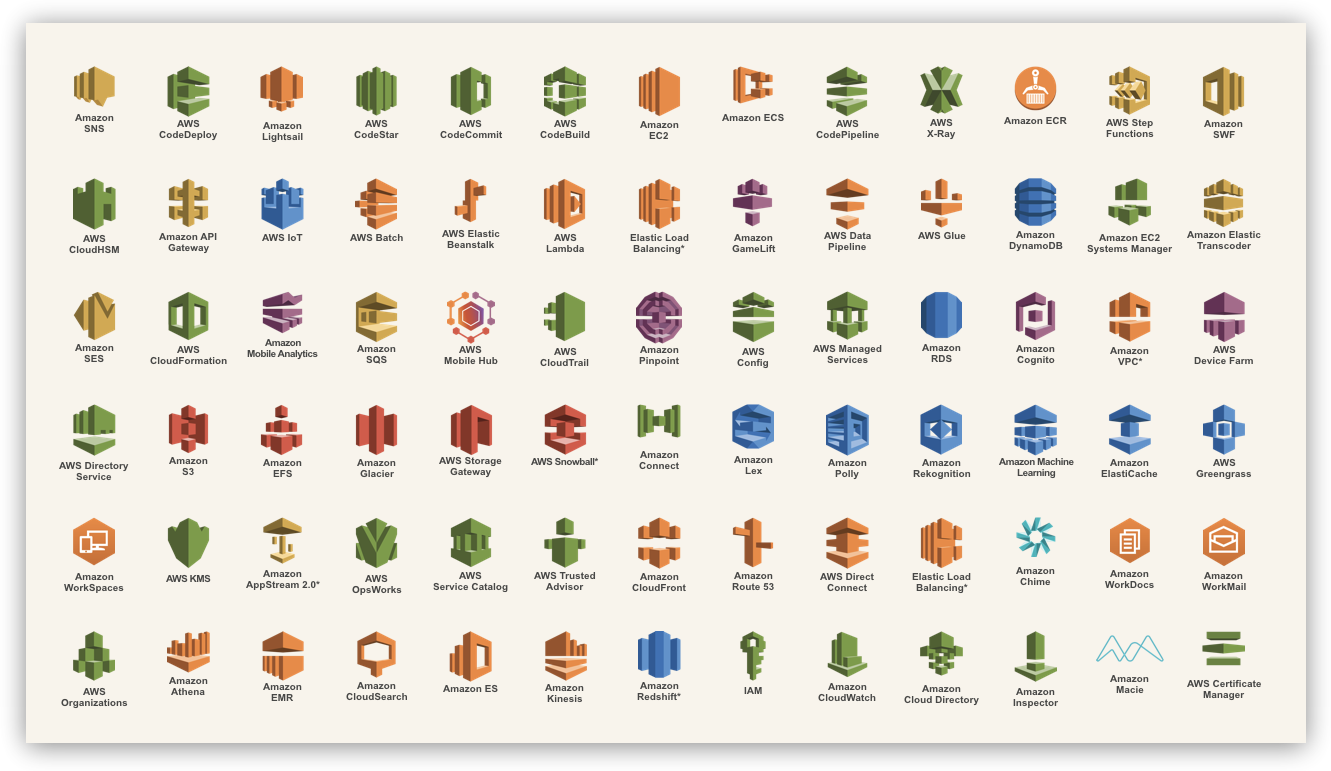 Amazon
SNS
AWS
CodeDeploy
Amazon
Lightsail
AWS
CodeStar
AWS
CodeCommit
AWS
CodeBuild
Amazon
EC2
Amazon ECS
AWS
CodePipeline
AWS
X-Ray
Amazon ECR
AWS Step
Functions
Amazon
SWF
AWS
CloudHSM
Amazon API
Gateway
AWS IoT
AWS Batch
AWS Elastic
Beanstalk
AWS
Lambda
Elastic Load
Balancing*
Amazon
GameLift
AWS Data
Pipeline
AWS Glue
Amazon
DynamoDB
Amazon EC2
Systems Manager
Amazon Elastic
Transcoder
Amazon
SES
AWS
CloudFormation
Amazon
Mobile Analytics
Amazon
SQS
AWS
Mobile Hub
AWS
CloudTrail
Amazon
Pinpoint
AWS
Config
AWS Managed
Services
Amazon
RDS
Amazon
Cognito
Amazon
VPC*
AWS
Device Farm
AWS Directory
Service
Amazon
S3
Amazon
EFS
Amazon
Glacier
AWS Storage
Gateway
AWS Snowball*
Amazon
Connect
Amazon
Lex
Amazon
Polly
Amazon
Rekognition
Amazon Machine
Learning
Amazon
ElastiCache
AWS
Greengrass
Amazon
WorkSpaces
AWS KMS
Amazon
AppStream 2.0*
AWS
OpsWorks
AWS
Service Catalog
AWS Trusted
Advisor
Amazon
CloudFront
Amazon
Route 53
AWS Direct
Connect
Elastic Load
Balancing*
Amazon
Chime
Amazon
WorkDocs
Amazon
WorkMail
AWS
Organizations
Amazon
Athena
Amazon
EMR
Amazon
CloudSearch
Amazon ES
Amazon
Kinesis
Amazon
Redshift*
IAM
Amazon
CloudWatch
Amazon
Cloud Directory
Amazon
Inspector
Amazon
Macie
AWS Certificate
Manager